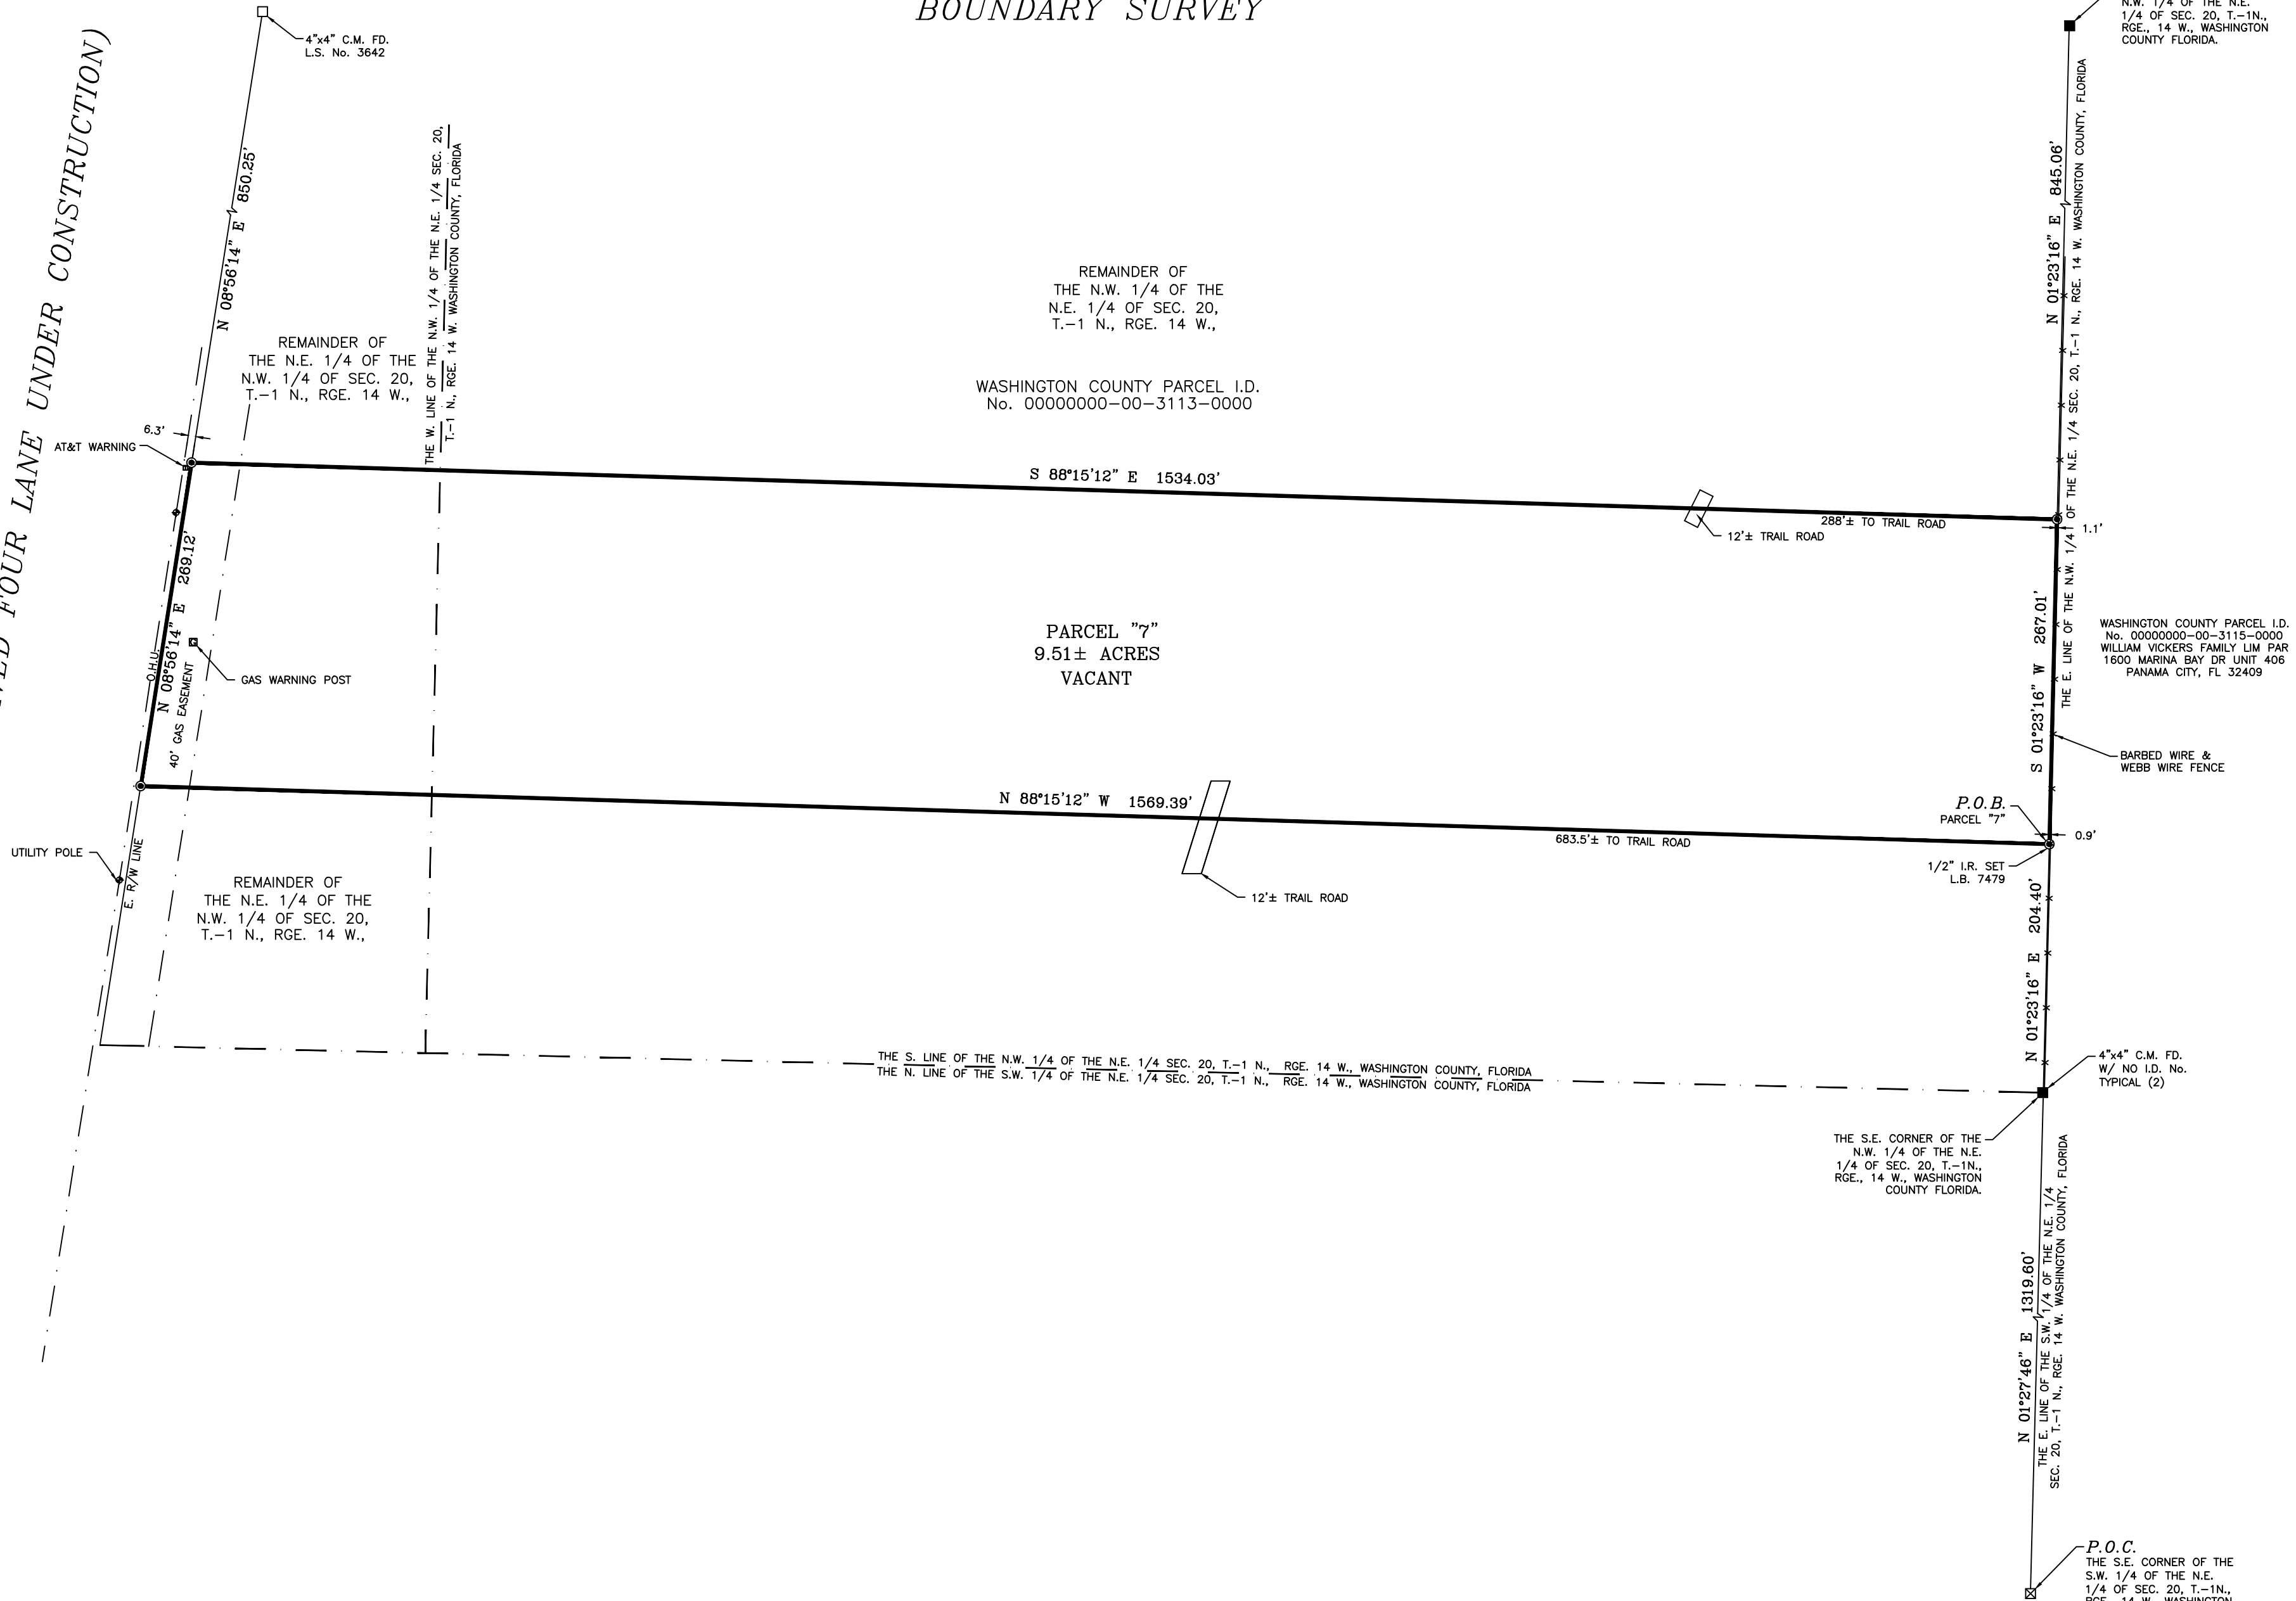 BOUNDARY SURVEY
N.W. 1/4 OF THE N.E.
1/4 OF SEC. 20, T.-1N.,
RGE., 14 W., WASHINGTON
COUNTY FLORIDA.
4"x4" C.M. FD.
L.S. No. 3642
FOUR LANE UNDER CONSTRUCTION)
N 08°56'14" E 850.25'
THE W. LINE OF THE N.W. 1/4 OF THE N.E. 1/4 SEC. 20,
T.-1 N., RGE. 14 W. WASHINGTON COUNTY, FLORIDA
N 01°23'16" E 845.06'
THE E. LINE OF THE N.W. 1/4 OF THE N.E. 1/4 SEC. 20, T.-1 N., RGE. 14 W. WASHINGTON COUNTY, FLORIDA
REMAINDER OF
THE N.W. 1/4 OF THE
N.E. 1/4 OF SEC. 20,
T.-1 N., RGE. 14 W.,
WASHINGTON COUNTY PARCEL I.D.
No. 00000000-00-3113-0000
REMAINDER OF
THE N.E. 1/4 OF THE
N.W. 1/4 OF SEC. 20,
T.-1 N., RGE. 14 W.,
6.3'
AT&T WARNING
S 88°15'12" E 1534.03'
288'± TO TRAIL ROAD
12'± TRAIL ROAD
1.1'
N 08°56'14" E 269.12'
O.H.U.
40' GAS EASEMENT
GAS WARNING POST
PARCEL "7"
9.51± ACRES
VACANT
S 01°23'16" W 267.01'
WASHINGTON COUNTY PARCEL I.D.
No. 00000000-00-3115-0000
WILLIAM VICKERS FAMILY LIM PAR
1600 MARINA BAY DR UNIT 406
PANAMA CITY, FL 32409
BARBED WIRE &
WEBB WIRE FENCE
N 88°15'12" W 1569.39'
683.5'± TO TRAIL ROAD
12'± TRAIL ROAD
P.O.B.
PARCEL "7"
0.9'
1/2" I.R. SET
L.B. 7479
UTILITY POLE
E. R/W LINE
REMAINDER OF
THE N.E. 1/4 OF THE
N.W. 1/4 OF SEC. 20,
T.-1 N., RGE. 14 W.,
N 01°23'16" E 204.40'
THE S. LINE OF THE N.W. 1/4 OF THE N.E. 1/4 SEC. 20, T.-1 N., RGE. 14 W., WASHINGTON COUNTY, FLORIDA
THE N. LINE OF THE S.W. 1/4 OF THE N.E. 1/4 SEC. 20, T.-1 N., RGE. 14 W., WASHINGTON COUNTY, FLORIDA
4"x4" C.M. FD.
W/ NO I.D. No.
TYPICAL (2)
THE S.E. CORNER OF THE
N.W. 1/4 OF THE N.E.
1/4 OF SEC. 20, T.-1N.,
RGE., 14 W., WASHINGTON
COUNTY FLORIDA.
N 01°27'46" E 1319.60'
THE E. LINE OF THE S.W. 1/4 OF THE N.E. 1/4
SEC. 20, T.-1 N., RGE. 14 W. WASHINGTON COUNTY, FLORIDA
P.O.C.
THE S.E. CORNER OF THE
S.W. 1/4 OF THE N.E.
1/4 OF SEC. 20, T.-1N.,
RGE., 14 W., WASHINGTON